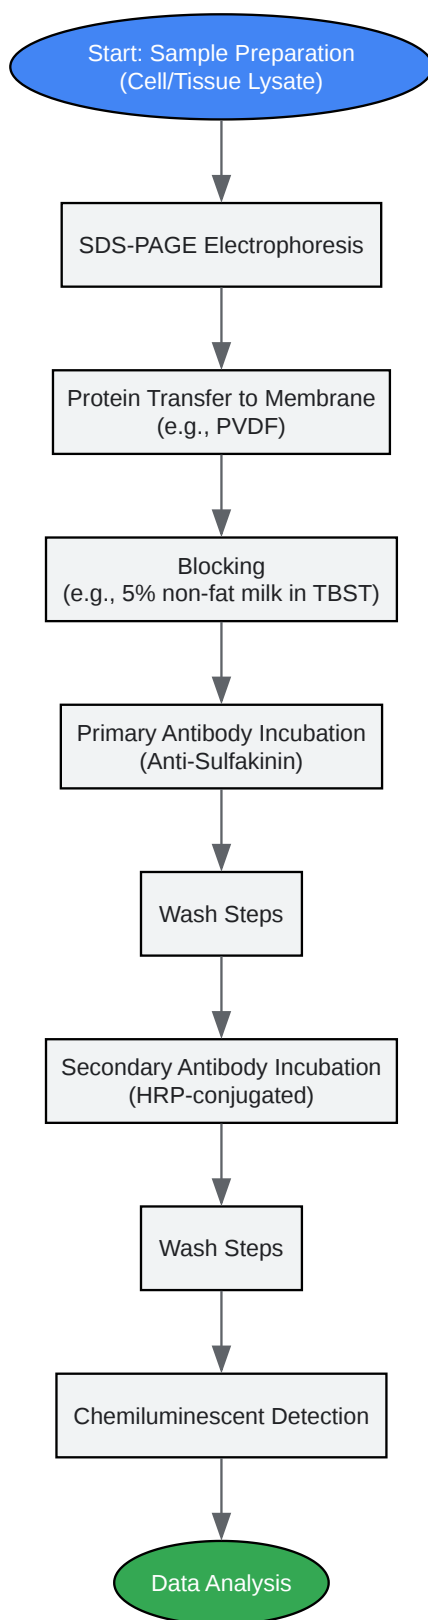 Start: Sample Preparation
(Cell/Tissue Lysate)
SDS-PAGE Electrophoresis
Protein Transfer to Membrane
(e.g., PVDF)
Blocking
(e.g., 5% non-fat milk in TBST)
Primary Antibody Incubation
(Anti-Sulfakinin)
Wash Steps
Secondary Antibody Incubation
(HRP-conjugated)
Wash Steps
Chemiluminescent Detection
Data Analysis